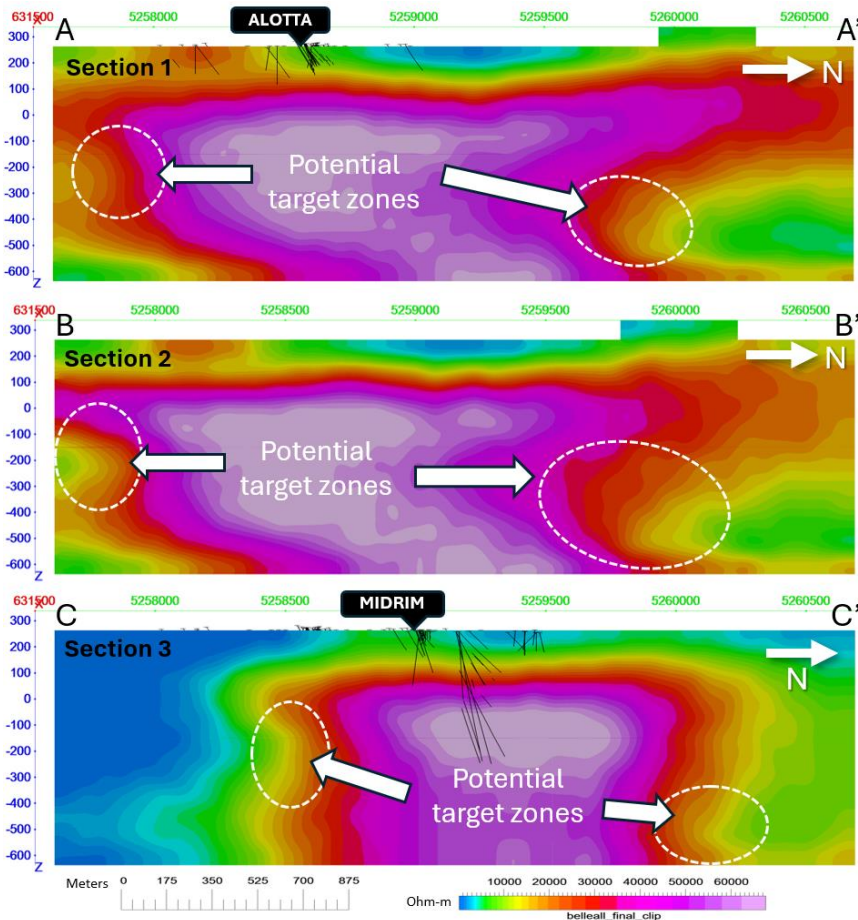 631500 5258000 5259000 5259500 5260000 5260500
X A ALOTTA A'
Section 1
N
300
200
100
0
-100
-200
-300
-400
-500
-600
Z
Potential
target zones
631500 5258000 5258500 5259000 5259500 5260000 5260500
X B B'
Section 2
N
300
200
100
0
-100
-200
-300
-400
-500
-600
Z
Potential
target zones
631500 5258000 5258500 5259500 5260000 5260500
X C MIDRIM C'
Section 3
N
300
200
100
0
-100
-200
-300
-400
-500
-600
Z
Potential
target zones
Meters 0 175 350 525 700 875
Ohm-m 10000 20000 30000 40000 50000 60000
belleall_final_clip